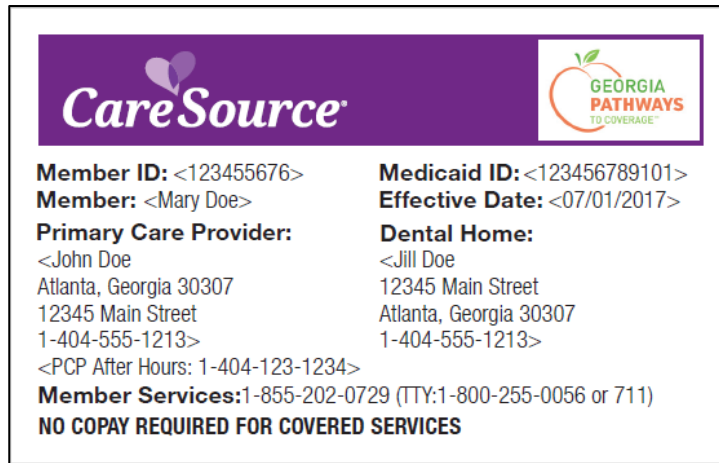 CareSource®
GEORGIA
PATHWAYS
TO COVERAGE™
Member ID: <123455676>
Medicaid ID: <123456789101>
Member: <Mary Doe>
Effective Date: <07/01/2017>
Primary Care Provider:
<John Doe
Atlanta, Georgia 30307
12345 Main Street
1-404-555-1213>
<PCP After Hours: 1-404-123-1234>
Dental Home:
<Jill Doe
12345 Main Street
Atlanta, Georgia 30307
1-404-555-1213>
Member Services:1-855-202-0729 (TTY:1-800-255-0056 or 711)
NO COPAY REQUIRED FOR COVERED SERVICES